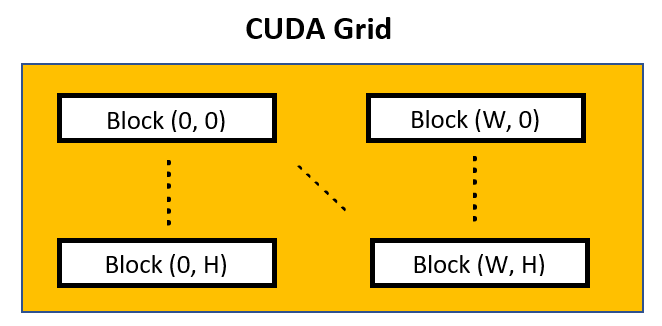 CUDA Grid
Block (0, 0)
Block (W, 0)
Block (0, H)
Block (W, H)